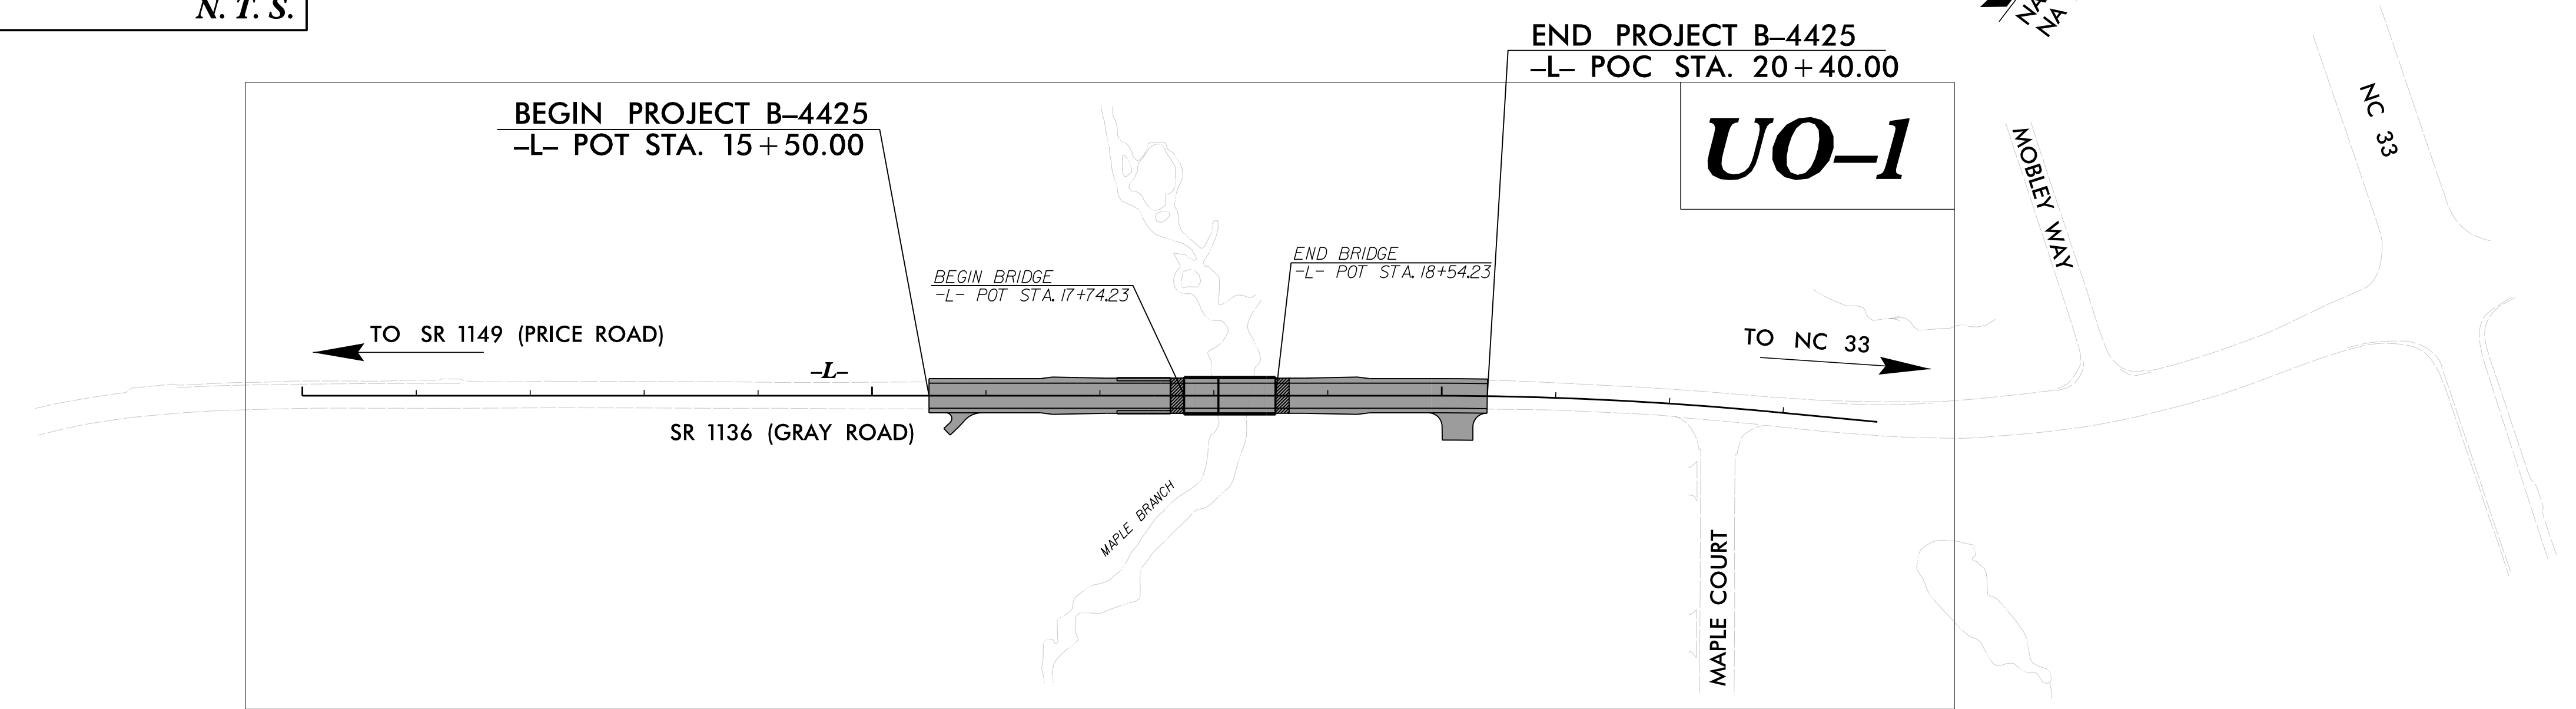 N. T. S.
END PROJECT B–4425
–L– POC STA. 20+40.00
BEGIN PROJECT B–4425
–L– POT STA. 15+50.00
UO–1
NC 33
MOBLEY WAY
END BRIDGE
-L- POT STA. 18+54.23
BEGIN BRIDGE
-L- POT STA. 17+74.23
TO SR 1149 (PRICE ROAD)
TO NC 33
–L–
SR 1136 (GRAY ROAD)
MAPLE BRANCH
MAPLE COURT